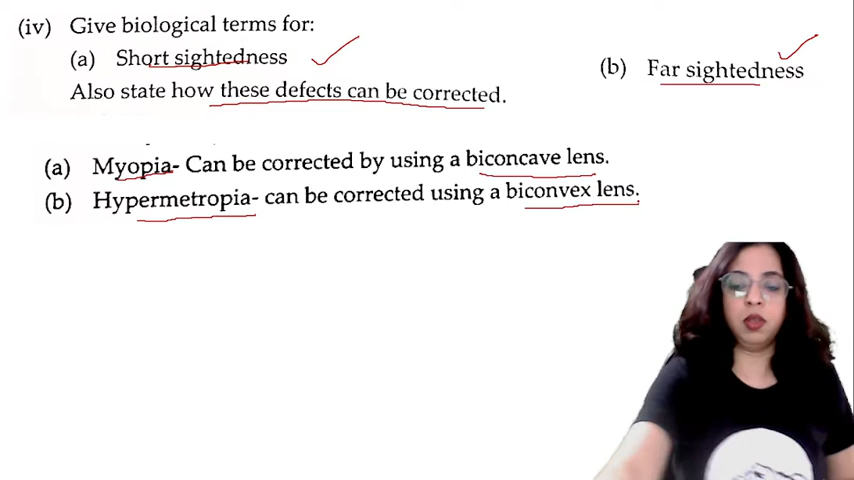 (iv) Give biological terms for:
(a) Short sightedness (b) Far sightedness
Also state how these defects can be corrected.
(a) Myopia- Can be corrected by using a biconcave lens.
(b) Hypermetropia- can be corrected using a biconvex lens.